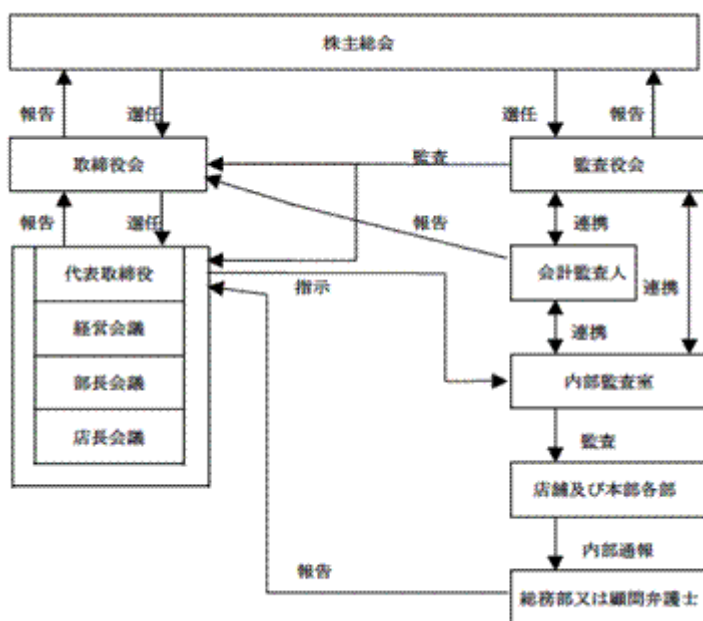 株主総会
報告
選任
選任
報告
取締役会
監査
監査役会
報告
選任
報告
連携
代表取締役
指示
会計監査人
連携
経営会議
連携
部長会議
内部監査室
店長会議
監査
店舗及び本部各部
内部通報
報告
総務部又は顧問弁護士